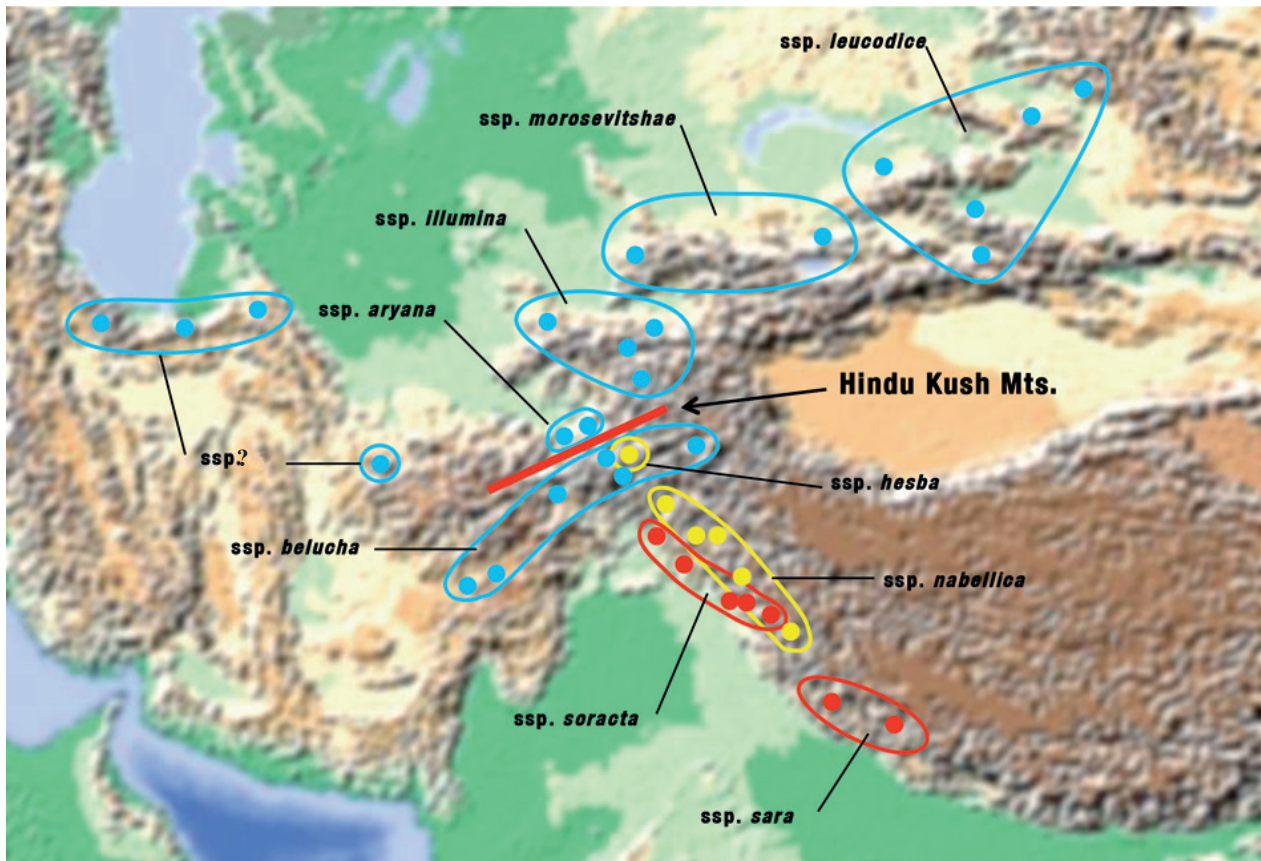 ssp. leucodice
ssp. morosevitshae
ssp. illumina
ssp. aryana
Hindu Kush Mts.
ssp.?
ssp. hesba
ssp. belucha
ssp. nabellica
ssp. soracta
ssp. sara